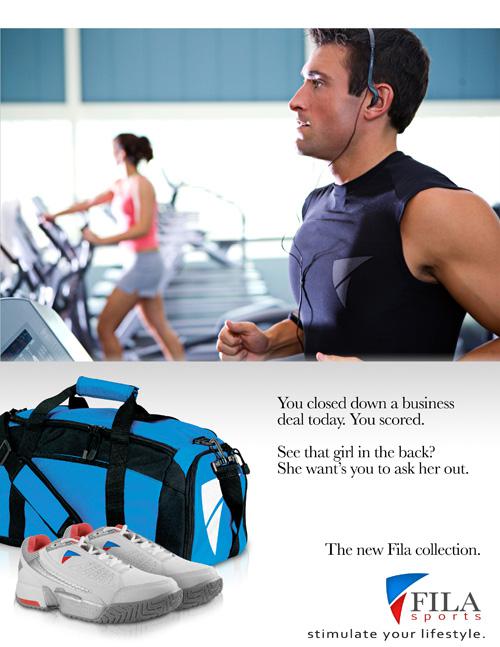 You closed down a business
deal today. You scored.
See that girl in the back?
She want's you to ask her out.
The new Fila collection.
FILA
sports
stimulate your lifestyle.